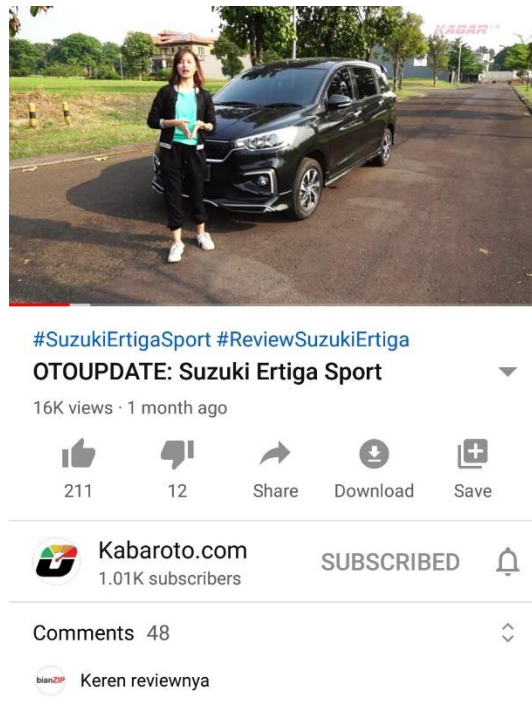 KABAR
#SuzukiErtigaSport #ReviewSuzukiErtiga
OTOUPDATE: Suzuki Ertiga Sport
16K views · 1 month ago
211 12 Share Download Save
Kabaroto.com SUBSCRIBED
1.01K subscribers
Comments 48
bianZIP Keren reviewnya